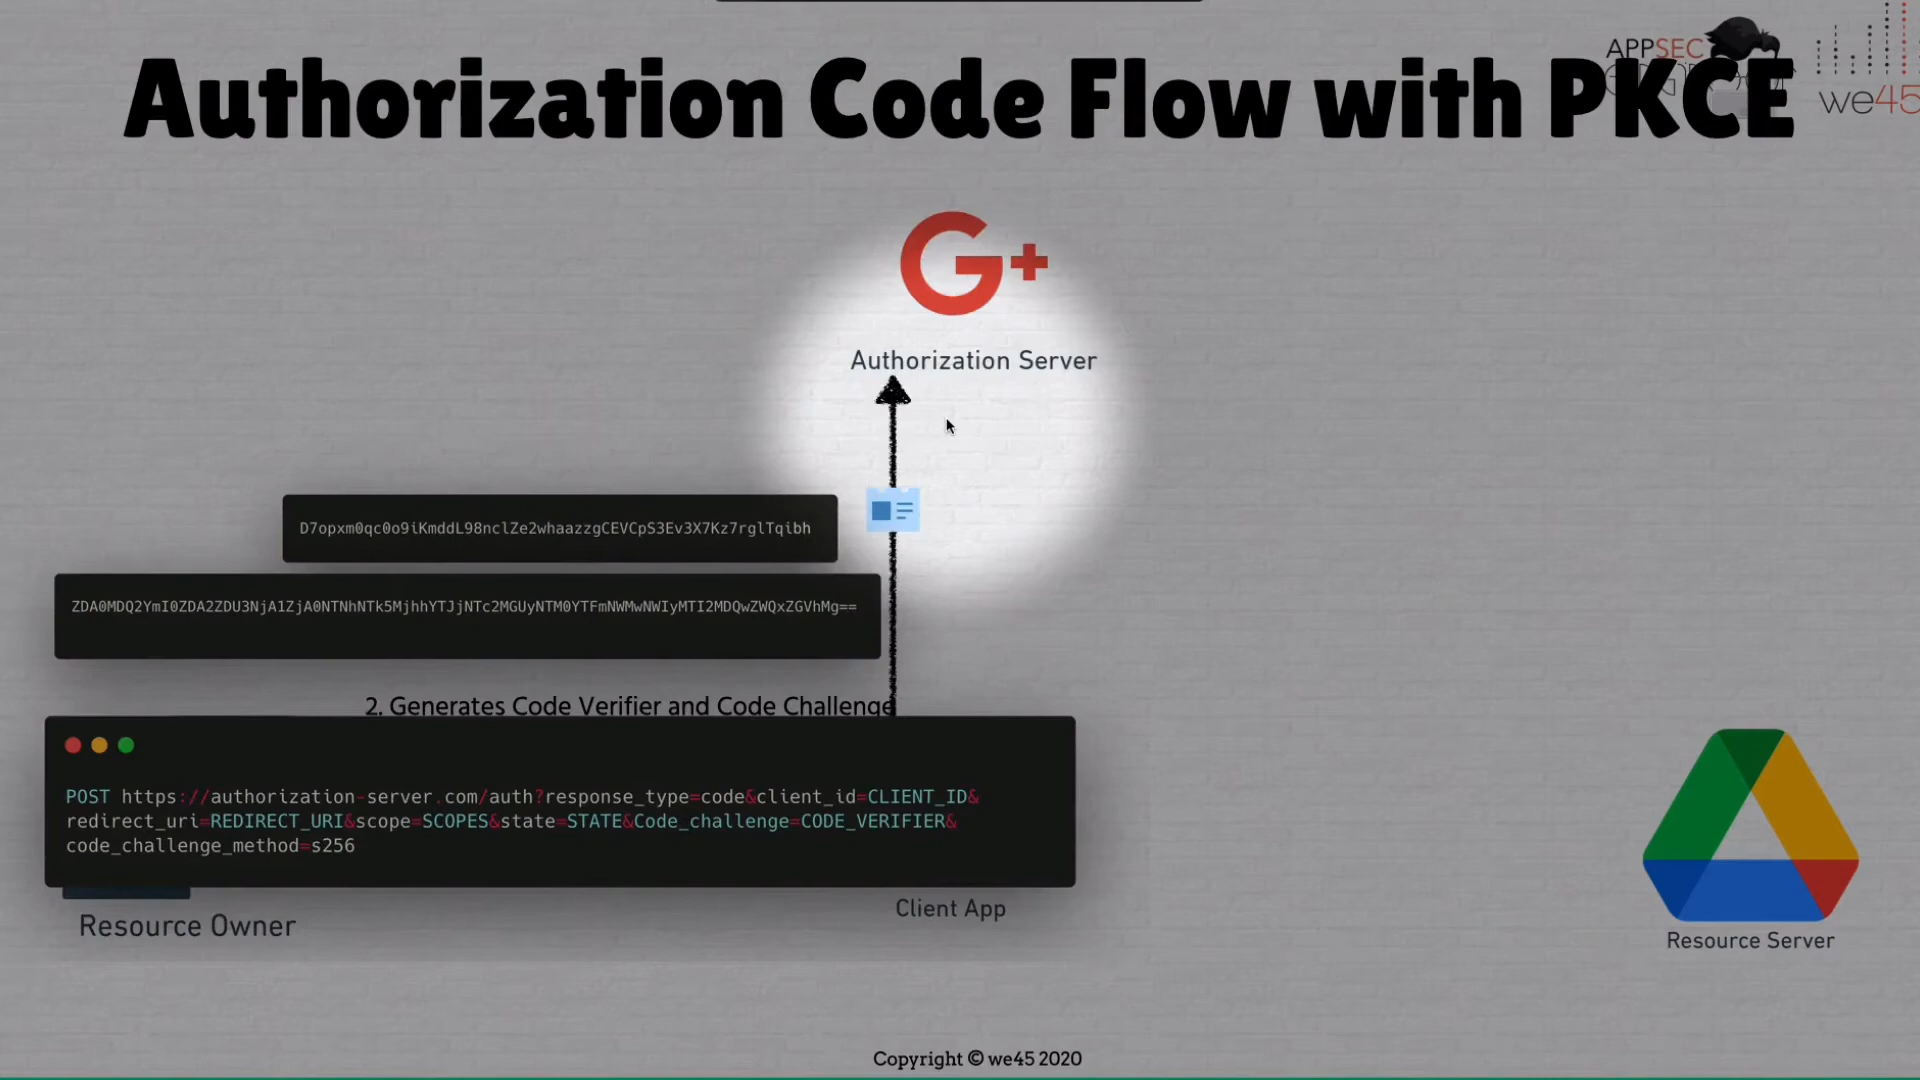 Authorization Code Flow with PKCE
APPSEC
we45
G+
Authorization Server
D7opxm0qc0o9iKmddL98nclZe2whaazzgCEVCpS3Ev3X7Kz7rglTqibh
ZDA0MDQ2YmI0ZDA2ZDU3NjA1ZjA0NTNhNTk5MjhhYTJjNTc2MGUyNTM0YTFmNWMwNWIyMTI2MDQwZWQxZGVhMg==
2. Generates Code Verifier and Code Challenge
POST https://authorization-server.com/auth?response_type=code&client_id=CLIENT_ID&
redirect_uri=REDIRECT_URI&scope=SCOPES&state=STATE&Code_challenge=CODE_VERIFIER&
code_challenge_method=s256
Resource Owner
Client App
Resource Server
Copyright © we45 2020